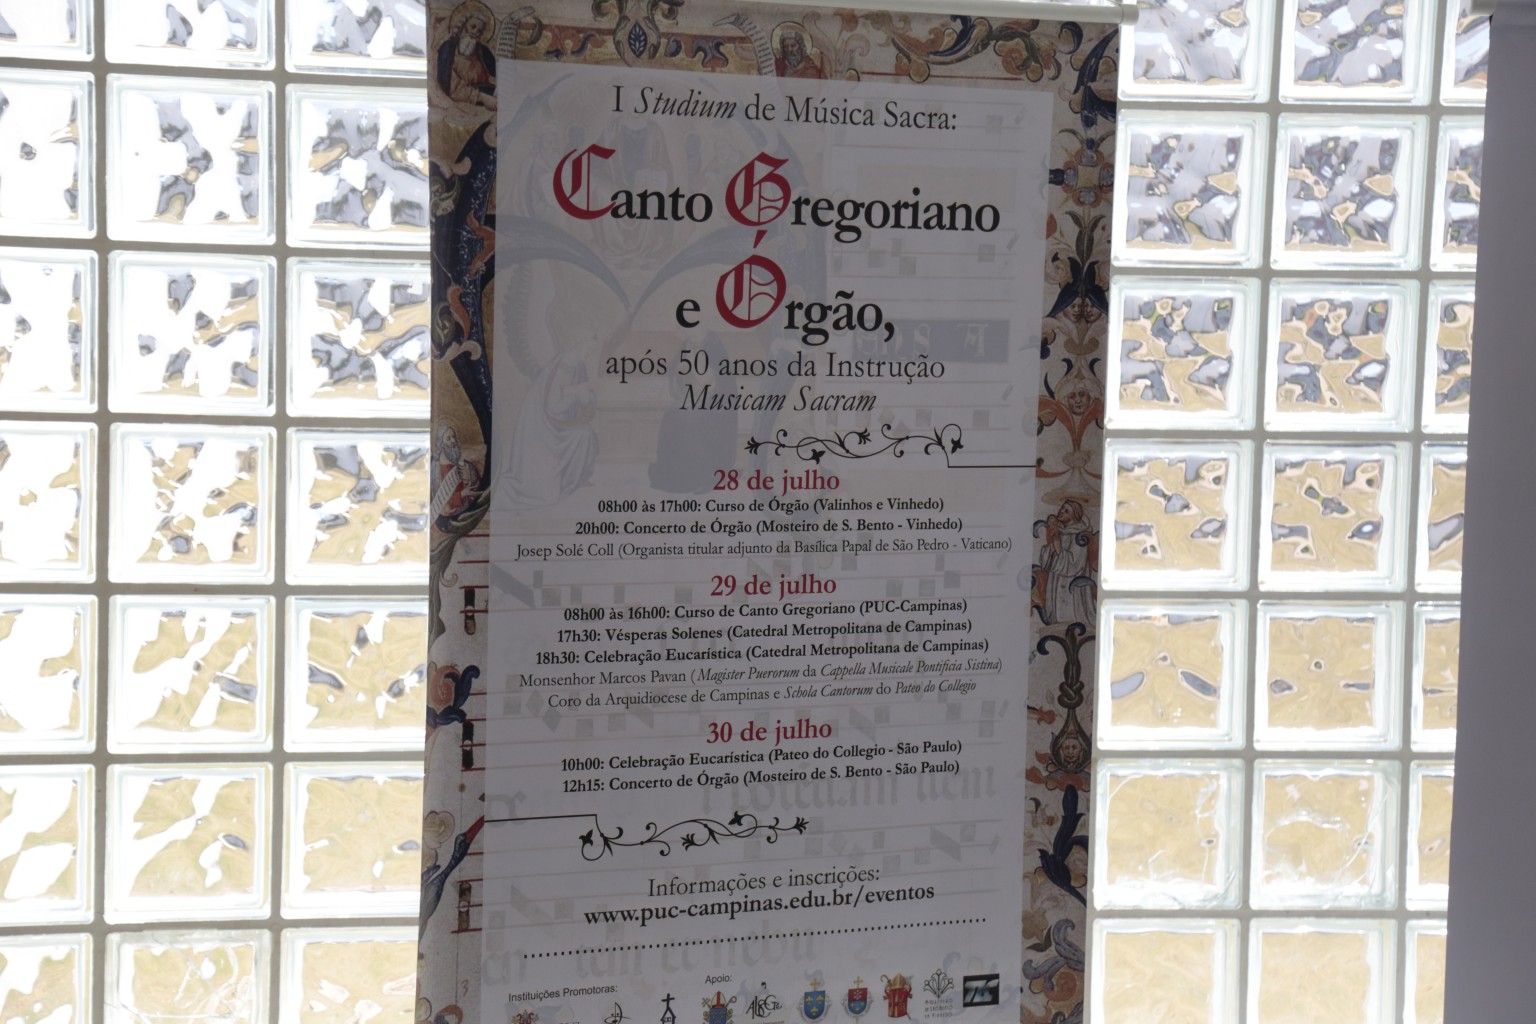 I Studium de Música Sacra:
Canto Gregoriano
e Órgão,
após 50 anos da Instrução
Musicam Sacram
28 de julho
08h00 às 17h00: Curso de Órgão (Valinhos e Vinhedo)
20h00: Concerto de Órgão (Mosteiro de S. Bento - Vinhedo)
Josep Solé Coll (Organista titular adjunto da Basílica Papal de São Pedro - Vaticano)
29 de julho
08h00 às 16h00: Curso de Canto Gregoriano (PUC-Campinas)
17h30: Vésperas Solenes (Catedral Metropolitana de Campinas)
18h30: Celebração Eucarística (Catedral Metropolitana de Campinas)
Monsenhor Marcos Pavan (Magister Puerorum da Cappella Musicale Pontificia Sistina)
Coro da Arquidiocese de Campinas e Schola Cantorum do Pateo do Collegio
30 de julho
10h00: Celebração Eucarística (Pateo do Collegio - São Paulo)
12h15: Concerto de Órgão (Mosteiro de S. Bento - São Paulo)
Informações e inscrições:
www.puc-campinas.edu.br/eventos
Instituições Promotoras:
Apoio: